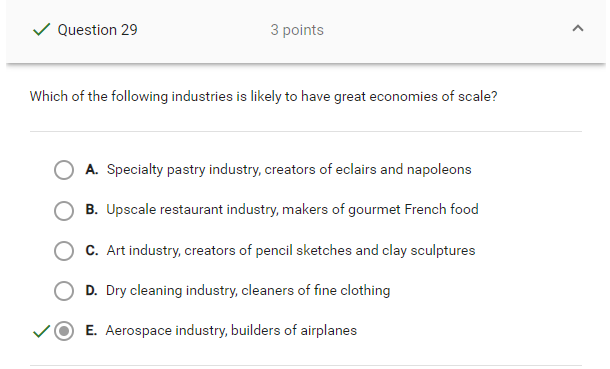 Question 29
3 points
Which of the following industries is likely to have great economies of scale?
A. Specialty pastry industry, creators of eclairs and napoleons
B. Upscale restaurant industry, makers of gourmet French food
C. Art industry, creators of pencil sketches and clay sculptures
D. Dry cleaning industry, cleaners of fine clothing
E. Aerospace industry, builders of airplanes